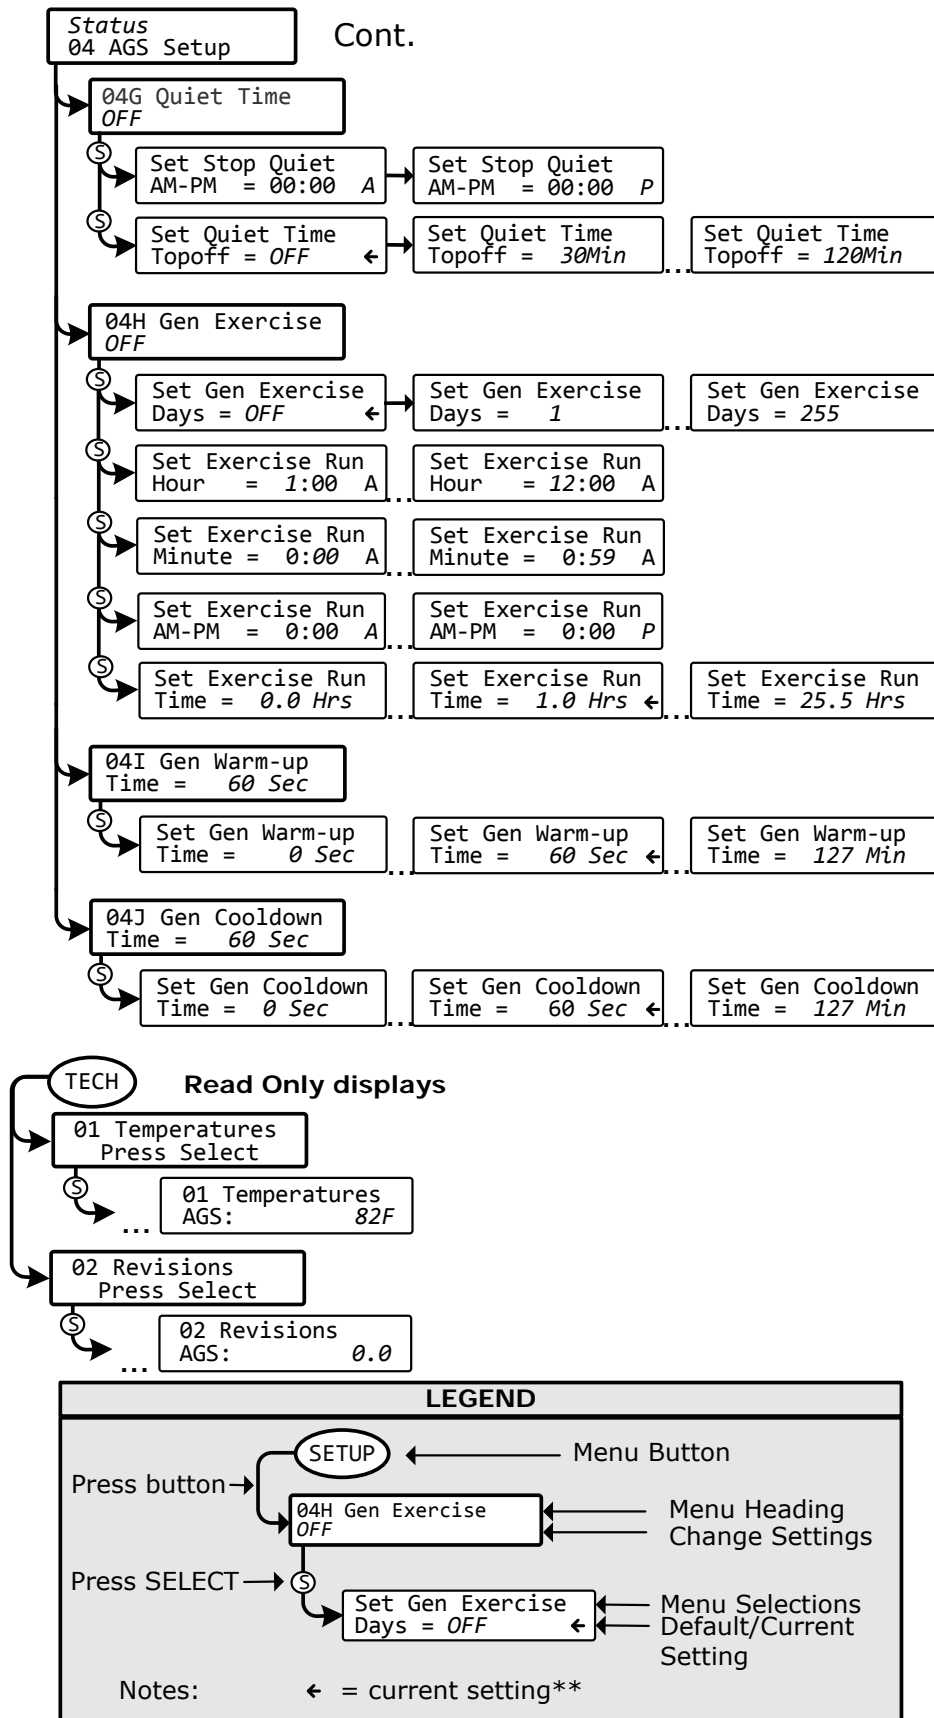 Status
04 AGS Setup
Cont.
04G Quiet Time
OFF
S
Set Stop Quiet
AM-PM = 00:00 A
Set Stop Quiet
AM-PM = 00:00 P
S
Set Quiet Time
Topoff = OFF ←
Set Quiet Time
Topoff = 30Min
...
Set Quiet Time
Topoff = 120Min
04H Gen Exercise
OFF
S
Set Gen Exercise
Days = OFF ←
Set Gen Exercise
Days = 1
...
Set Gen Exercise
Days = 255
S
Set Exercise Run
Hour = 1:00 A
...
Set Exercise Run
Hour = 12:00 A
S
Set Exercise Run
Minute = 0:00 A
...
Set Exercise Run
Minute = 0:59 A
S
Set Exercise Run
AM-PM = 0:00 A
...
Set Exercise Run
AM-PM = 0:00 P
S
Set Exercise Run
Time = 0.0 Hrs
...
Set Exercise Run
Time = 1.0 Hrs ←
...
Set Exercise Run
Time = 25.5 Hrs
04I Gen Warm-up
Time = 60 Sec
S
Set Gen Warm-up
Time = 0 Sec
...
Set Gen Warm-up
Time = 60 Sec ←
...
Set Gen Warm-up
Time = 127 Min
04J Gen Cooldown
Time = 60 Sec
S
Set Gen Cooldown
Time = 0 Sec
...
Set Gen Cooldown
Time = 60 Sec ←
...
Set Gen Cooldown
Time = 127 Min
TECH
Read Only displays
01 Temperatures
Press Select
S
...
01 Temperatures
AGS: 82F
02 Revisions
Press Select
S
...
02 Revisions
AGS: 0.0
LEGEND
SETUP
Menu Button
Press button
04H Gen Exercise
OFF
Menu Heading
Change Settings
Press SELECT
S
Set Gen Exercise
Days = OFF ←
Menu Selections
Default/Current
Setting
Notes: ← = current setting**